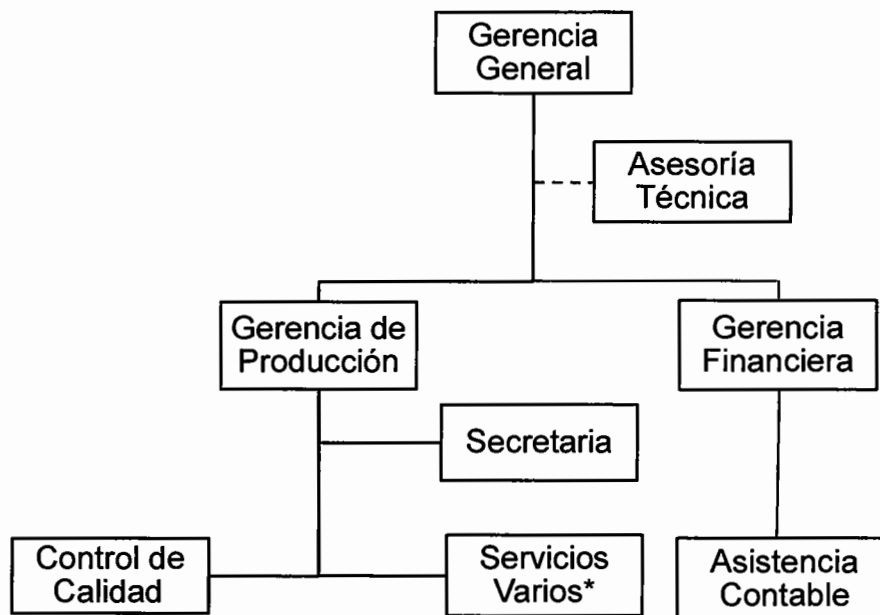 Gerencia
General
Asesoría
Técnica
Gerencia de
Producción
Gerencia
Financiera
Secretaria
Control de
Calidad
Servicios
Varios*
Asistencia
Contable